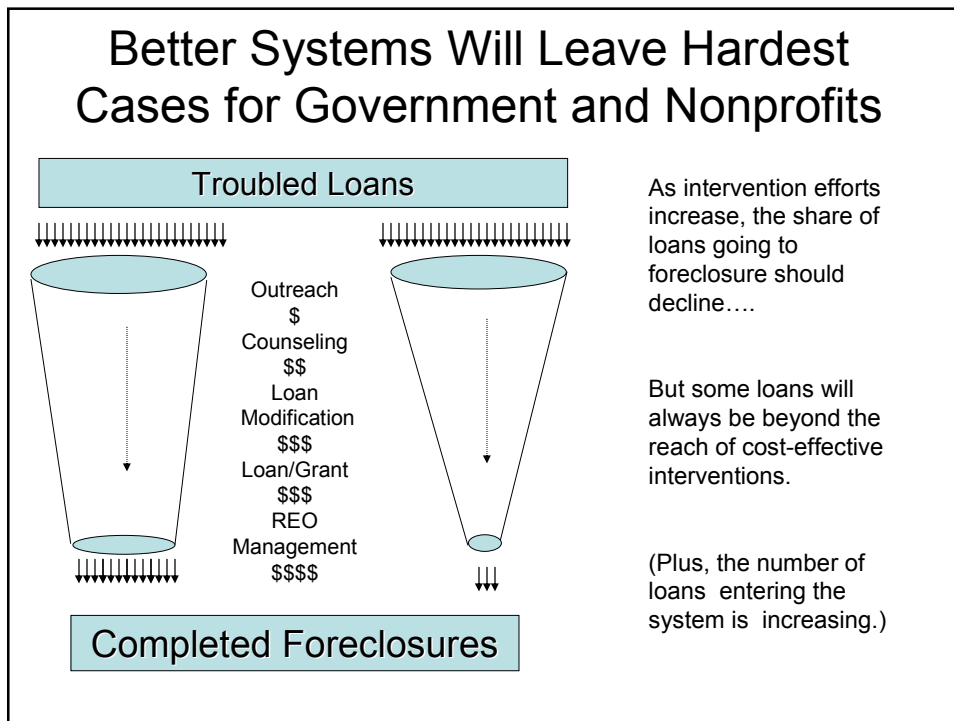 Better Systems Will Leave Hardest
Cases for Government and Nonprofits
Troubled Loans
Outreach
$
Counseling
$$
Loan
Modification
$$$
Loan/Grant
$$$
REO
Management
$$$$
Completed Foreclosures
As intervention efforts
increase, the share of
loans going to
foreclosure should
decline….
But some loans will
always be beyond the
reach of cost-effective
interventions.
(Plus, the number of
loans entering the
system is increasing.)